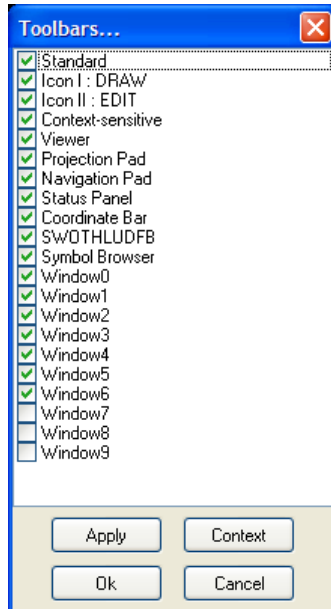 Toolbars...
Standard
Icon I : DRAW
Icon II : EDIT
Context-sensitive
Viewer
Projection Pad
Navigation Pad
Status Panel
Coordinate Bar
SWOTHLUDFB
Symbol Browser
Window0
Window1
Window2
Window3
Window4
Window5
Window6
Window7
Window8
Window9
Apply Context
Ok Cancel